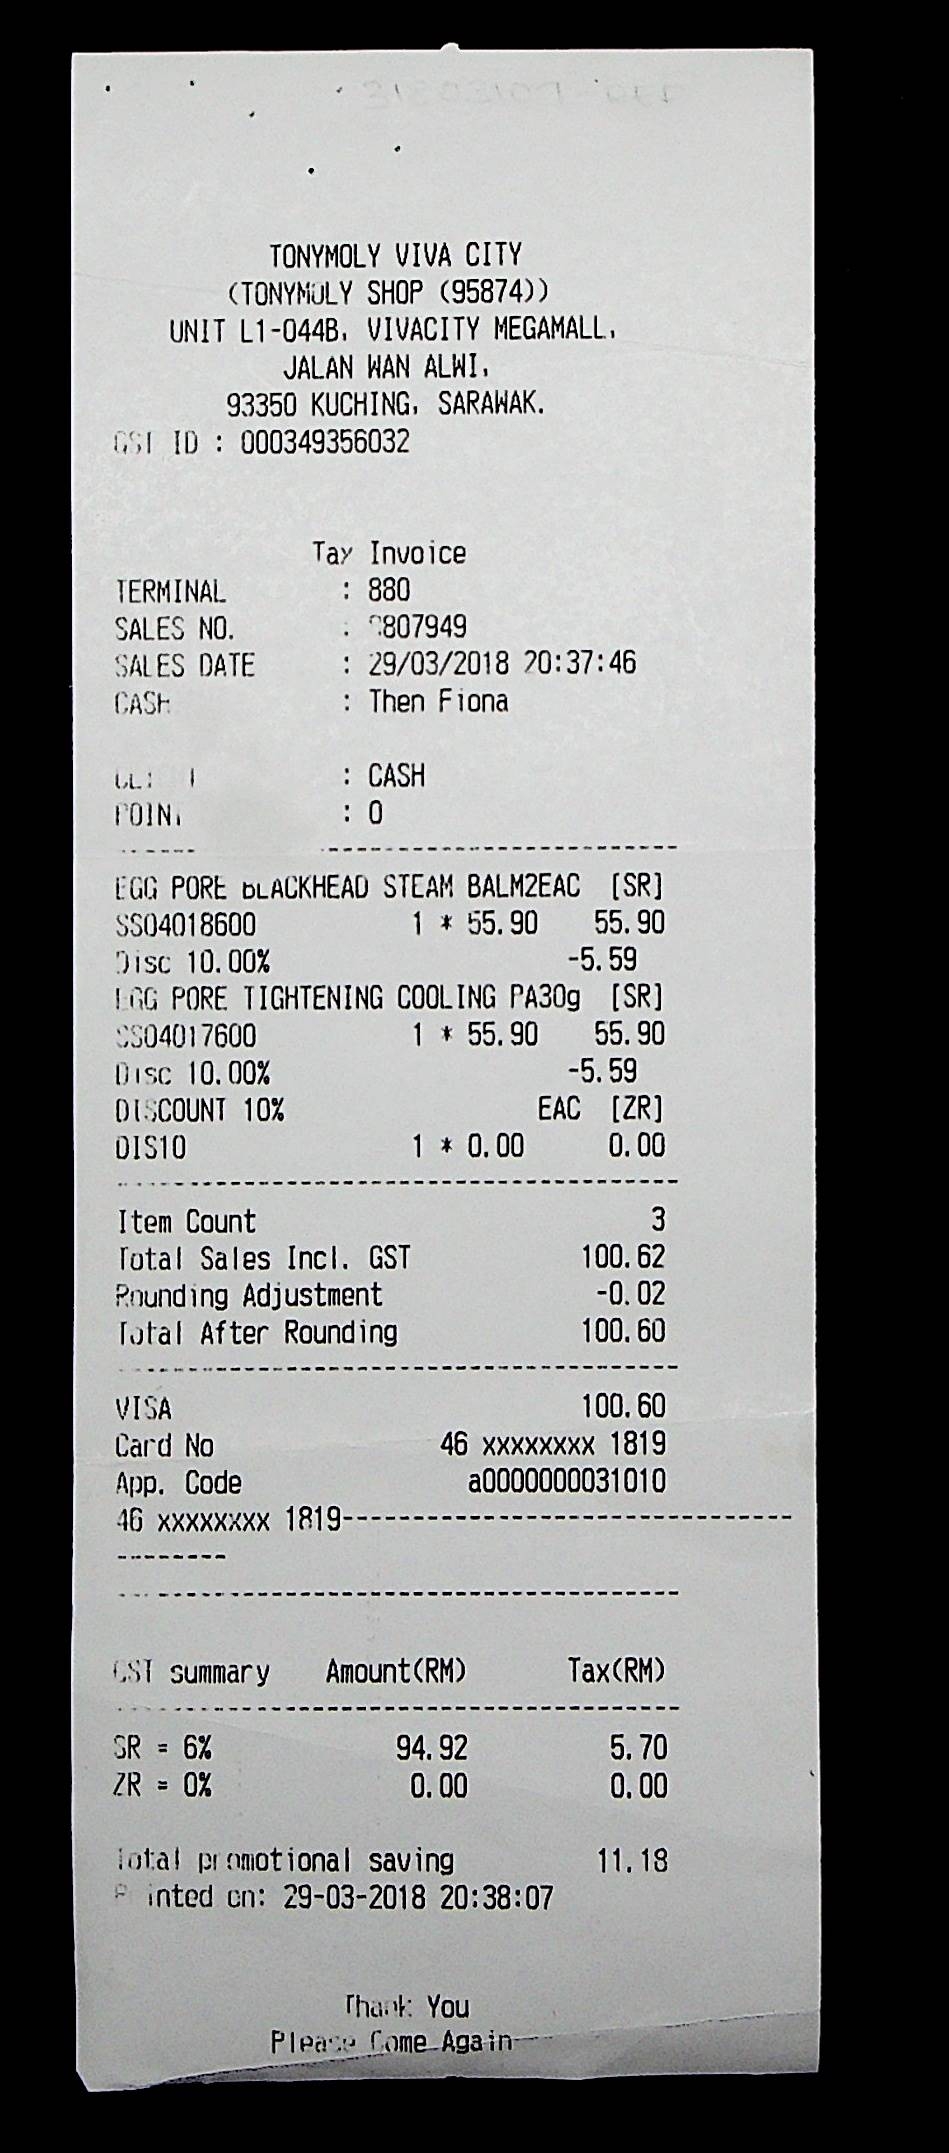 TONYMOLY VIVA CITY
(TONYMOLY SHOP (95874))
UNIT L1-044B, VIVACITY MEGAMALL,
JALAN WAN ALWI,
93350 KUCHING, SARAWAK.
GST ID : 000349356032
Tax Invoice
TERMINAL : 880
SALES NO. :
SALES DATE : 29/03/2018 20:37:46
CASH : Then Fiona
: CASH
POINT : 0
EGG PORE BLACKHEAD STEAM BALM2EAC [SR]
SS04018600 1 * 55.90 55.90
Disc 10.00% -5.59
EGG PORE TIGHTENING COOLING PA30g [SR]
SS04017600 1 * 55.90 55.90
Disc 10.00% -5.59
DISCOUNT 10% EAC [ZR]
DIS10 1 * 0.00 0.00
Item Count 3
Total Sales Incl. GST 100.62
Rounding Adjustment -0.02
Total After Rounding 100.60
VISA 100.60
Card No 46 xxxxxxxx 1819
App. Code a0000000031010
46 xxxxxxxx 1819---------------------------------
--------
GST summary Amount(RM) Tax(RM)
SR = 6% 94.92 5.70
ZR = 0% 0.00 0.00
Total promotional saving 11.18
Printed on: 29-03-2018 20:38:07
Thank You
Please Come Again